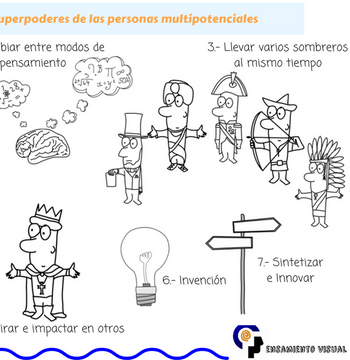 uperpoderes de las personas multipotenciales
biar entre modos de
pensamiento
3.- Llevar varios sombreros
al mismo tiempo
6.- Invención
7.- Sintetizar
e Innovar
irar e impactar en otros
ENSAMIENTO VISUAL